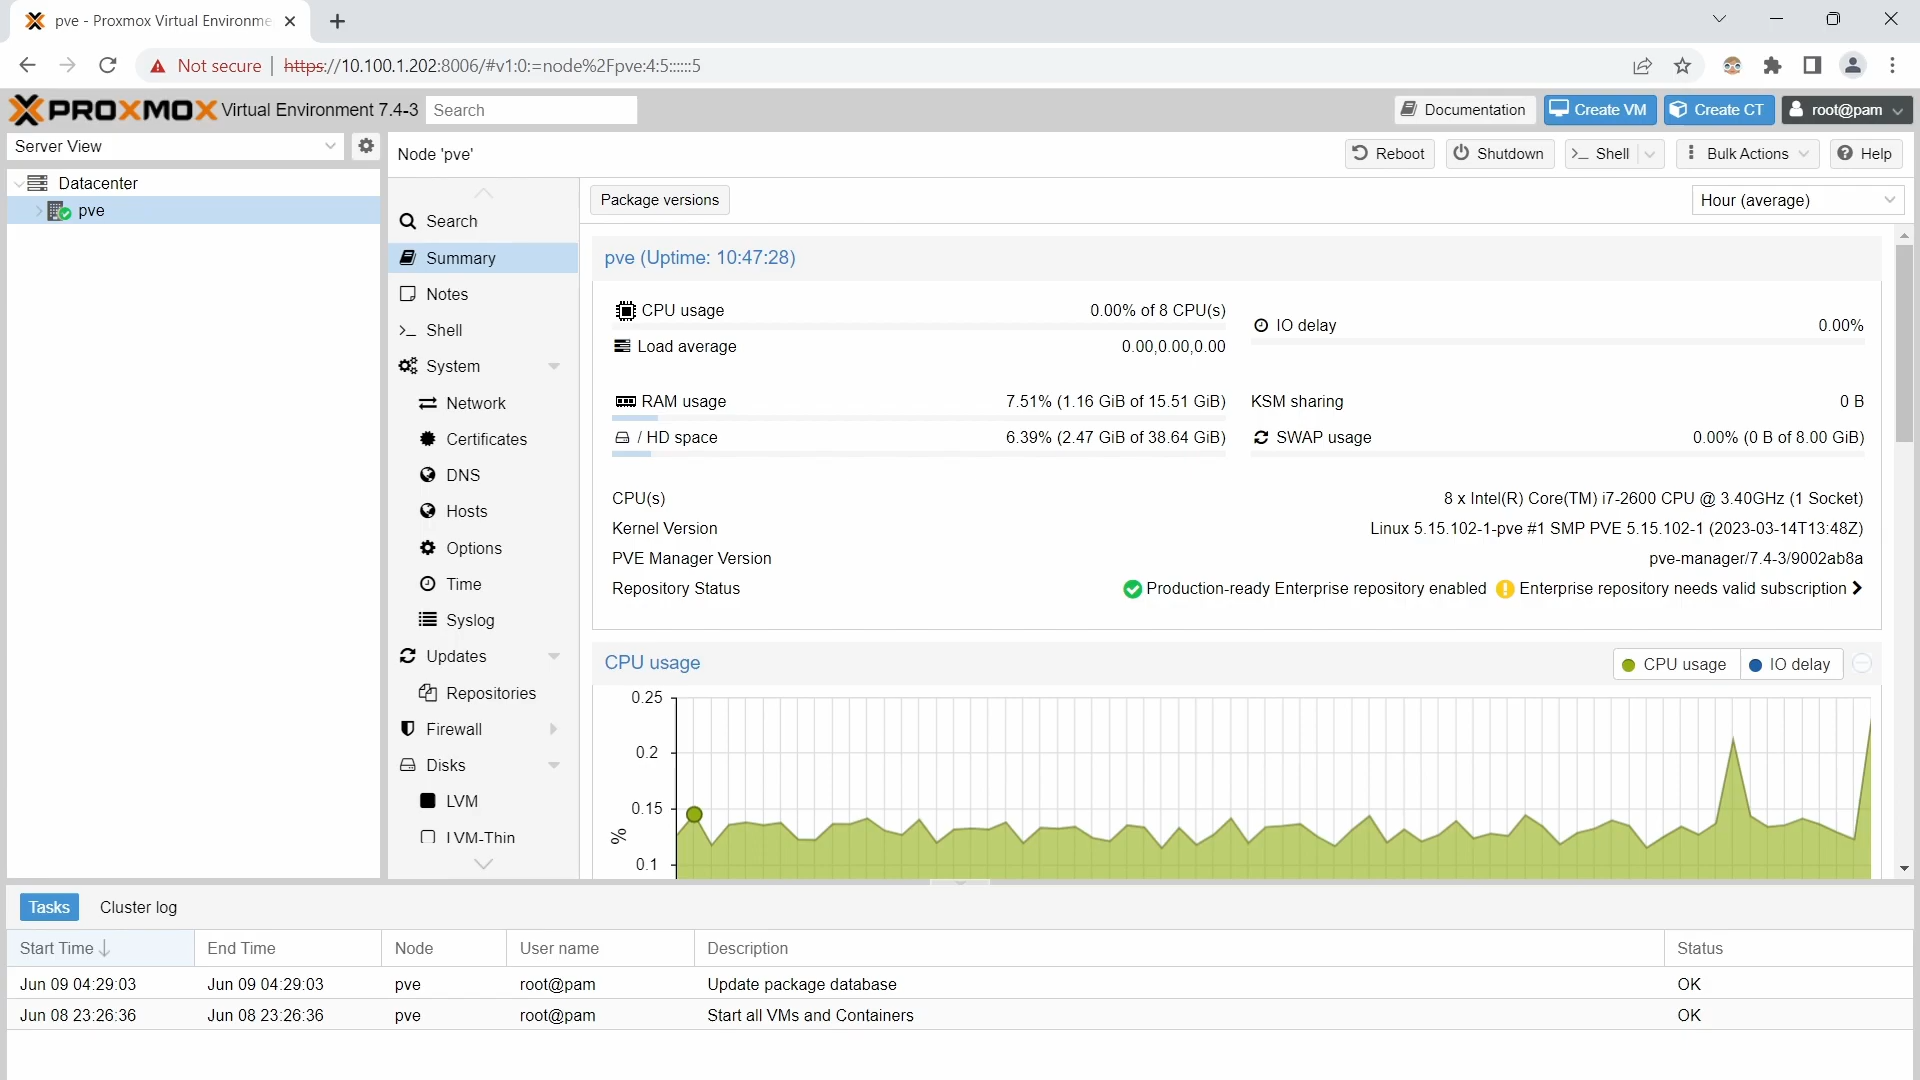 pve - Proxmox Virtual Environme
Not secure | https://10.100.1.202:8006/#v1:0:=node%2Fpve:4:5::::::5
PROXMOX Virtual Environment 7.4-3 Search Documentation Create VM Create CT root@pam
Server View
Node 'pve' Reboot Shutdown Shell Bulk Actions Help
Datacenter
pve
Search
Summary
Notes
Shell
System
Network
Certificates
DNS
Hosts
Options
Time
Syslog
Updates
Repositories
Firewall
Disks
LVM
LVM-Thin
Package versions Hour (average)
pve (Uptime: 10:47:28)
CPU usage 0.00% of 8 CPU(s)
IO delay 0.00%
Load average 0.00,0.00,0.00
RAM usage 7.51% (1.16 GiB of 15.51 GiB) KSM sharing 0 B
/ HD space 6.39% (2.47 GiB of 38.64 GiB) SWAP usage 0.00% (0 B of 8.00 GiB)
CPU(s) 8 x Intel(R) Core(TM) i7-2600 CPU @ 3.40GHz (1 Socket)
Kernel Version Linux 5.15.102-1-pve #1 SMP PVE 5.15.102-1 (2023-03-14T13:48Z)
PVE Manager Version pve-manager/7.4-3/9002ab8a
Repository Status Production-ready Enterprise repository enabled Enterprise repository needs valid subscription
CPU usage CPU usage IO delay
0.25
0.2
0.15
%
0.1
Tasks Cluster log
Start Time End Time Node User name Description Status
Jun 09 04:29:03 Jun 09 04:29:03 pve root@pam Update package database OK
Jun 08 23:26:36 Jun 08 23:26:36 pve root@pam Start all VMs and Containers OK